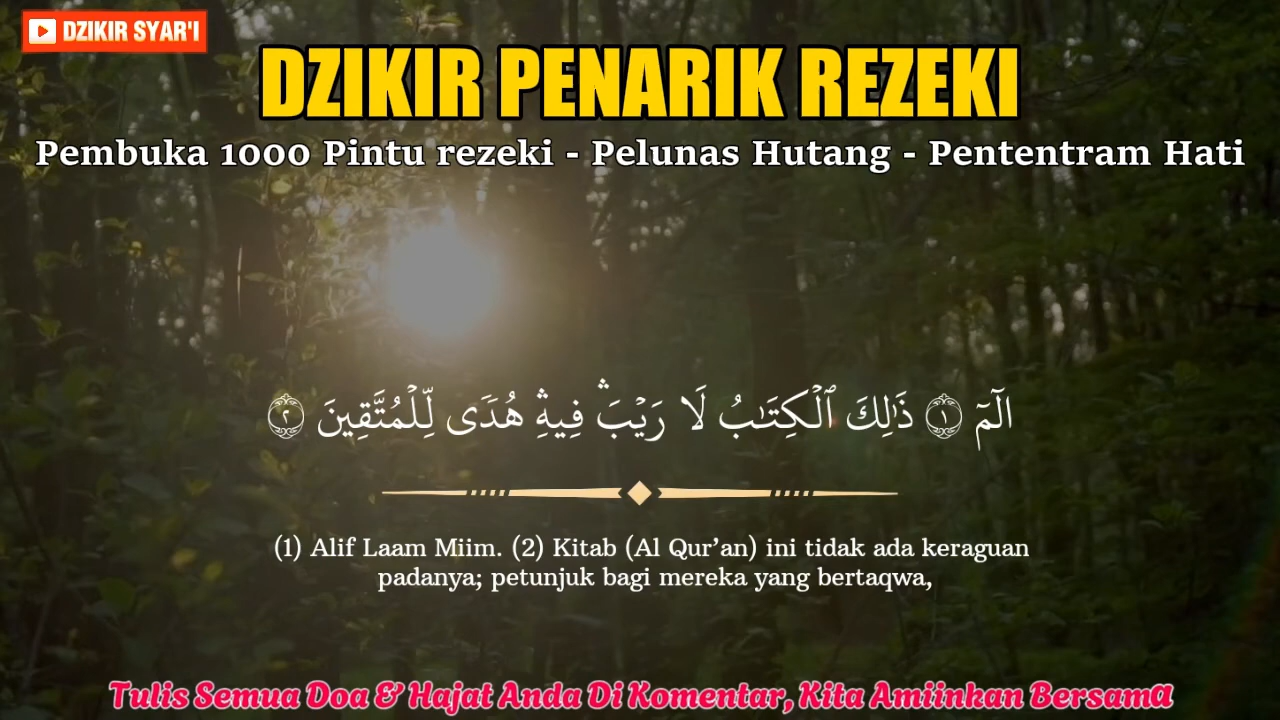 DZIKIR SYAR'I
DZIKIR PENARIK REZEKI
Pembuka 1000 Pintu rezeki - Pelunas Hutang - Pententram Hati
الٓمٓ ١ ذَٰلِكَ ٱلْكِتَٰبُ لَا رَيْبَ ۛ فِيهِ ۛ هُدًى لِّلْمُتَّقِينَ ٢
(1) Alif Laam Miim. (2) Kitab (Al Qur’an) ini tidak ada keraguan
padanya; petunjuk bagi mereka yang bertaqwa,
Tulis Semua Doa & Hajat Anda Di Komentar, Kita Amiinkan Bersama